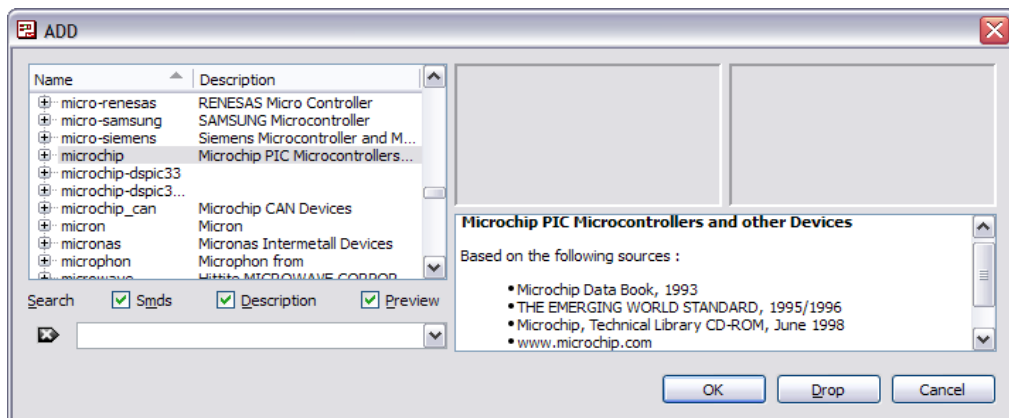 ADD
Name Description
micro-renesas RENESAS Micro Controller
micro-samsung SAMSUNG Microcontroller
micro-siemens Siemens Microcontroller and M...
microchip Microchip PIC Microcontrollers...
microchip-dspic33
microchip-dspic3...
microchip_can Microchip CAN Devices
micron Micron
micronas Micronas Intermetall Devices
microphon Microphon from
microwave Hittite MICROWAVE CORPOR
Search Smds Description Preview
Microchip PIC Microcontrollers and other Devices
Based on the following sources :
• Microchip Data Book, 1993
• THE EMERGING WORLD STANDARD, 1995/1996
• Microchip, Technical Library CD-ROM, June 1998
• www.microchip.com
OK Drop Cancel